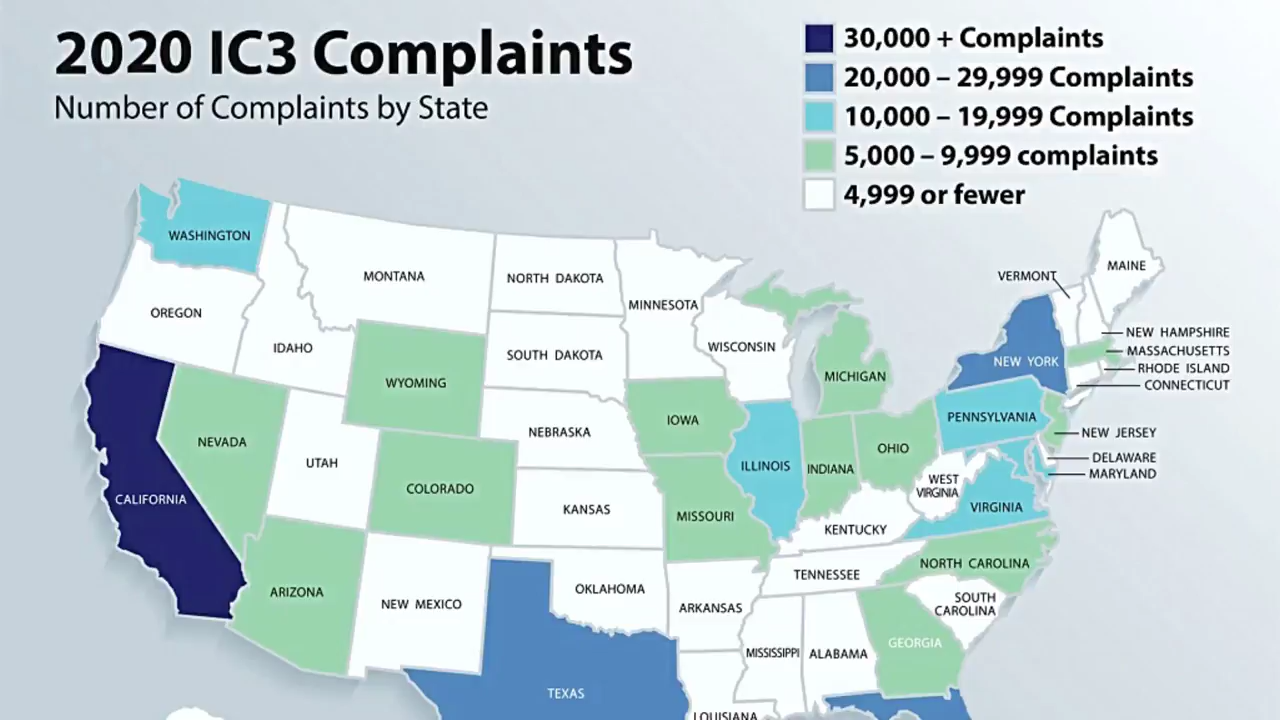 2020 IC3 Complaints
Number of Complaints by State
30,000 + Complaints
20,000 – 29,999 Complaints
10,000 – 19,999 Complaints
5,000 – 9,999 complaints
4,999 or fewer
WASHINGTON
MONTANA
NORTH DAKOTA
MINNESOTA
VERMONT
MAINE
OREGON
IDAHO
SOUTH DAKOTA
WISCONSIN
NEW HAMPSHIRE
MASSACHUSETTS
NEW YORK
RHODE ISLAND
CONNECTICUT
WYOMING
MICHIGAN
IOWA
PENNSYLVANIA
NEW JERSEY
NEVADA
NEBRASKA
OHIO
DELAWARE
MARYLAND
UTAH
ILLINOIS
INDIANA
WEST
VIRGINIA
CALIFORNIA
COLORADO
KANSAS
MISSOURI
VIRGINIA
KENTUCKY
NORTH CAROLINA
TENNESSEE
ARIZONA
OKLAHOMA
NEW MEXICO
ARKANSAS
SOUTH
CAROLINA
GEORGIA
MISSISSIPPI
ALABAMA
TEXAS
LOUISIANA